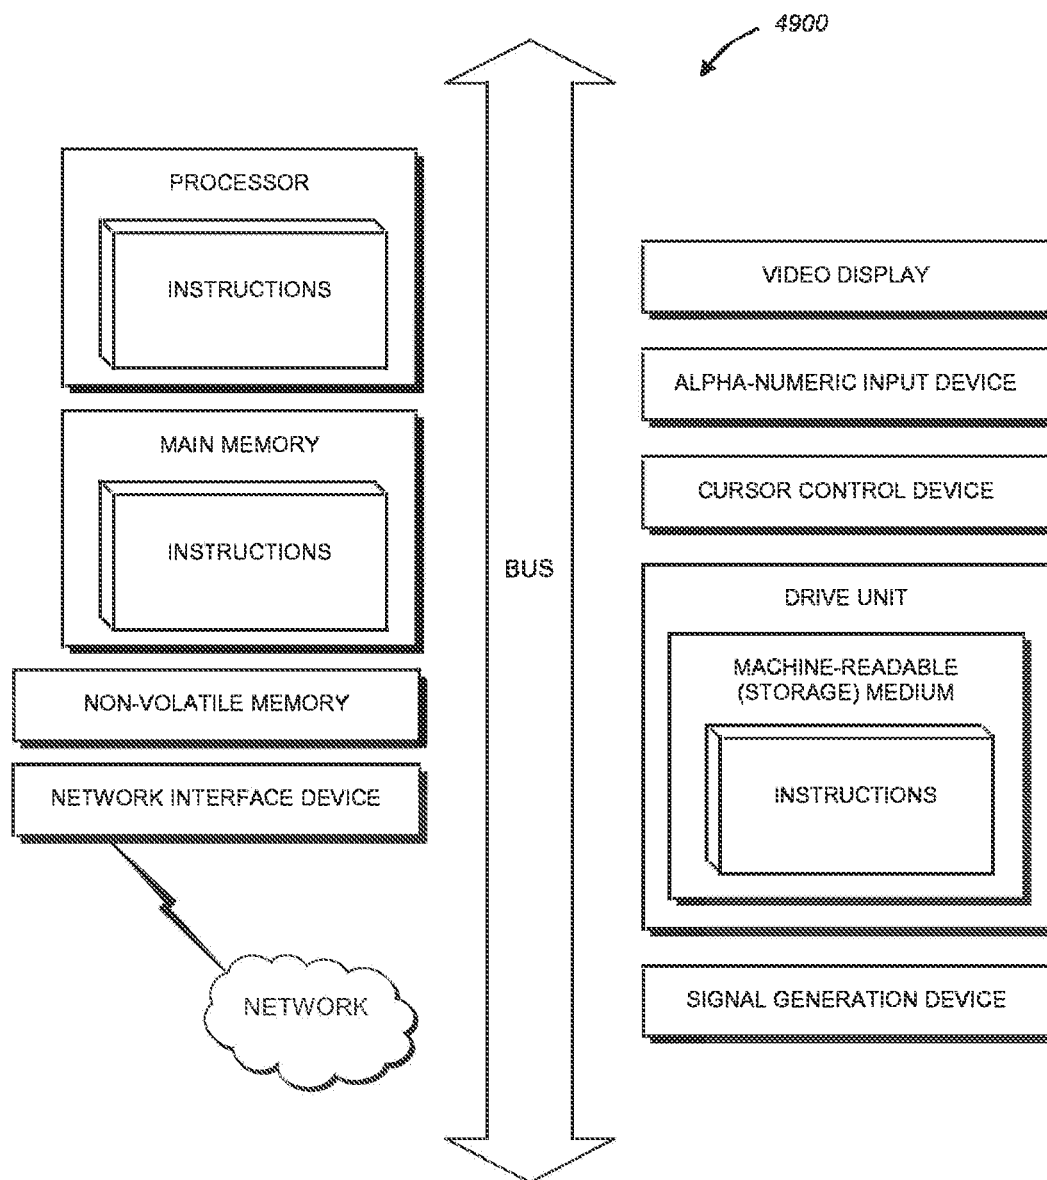 4900
PROCESSOR
INSTRUCTIONS
MAIN MEMORY
INSTRUCTIONS
NON-VOLATILE MEMORY
NETWORK INTERFACE DEVICE
NETWORK
BUS
VIDEO DISPLAY
ALPHA-NUMERIC INPUT DEVICE
CURSOR CONTROL DEVICE
DRIVE UNIT
MACHINE-READABLE
(STORAGE) MEDIUM
INSTRUCTIONS
SIGNAL GENERATION DEVICE